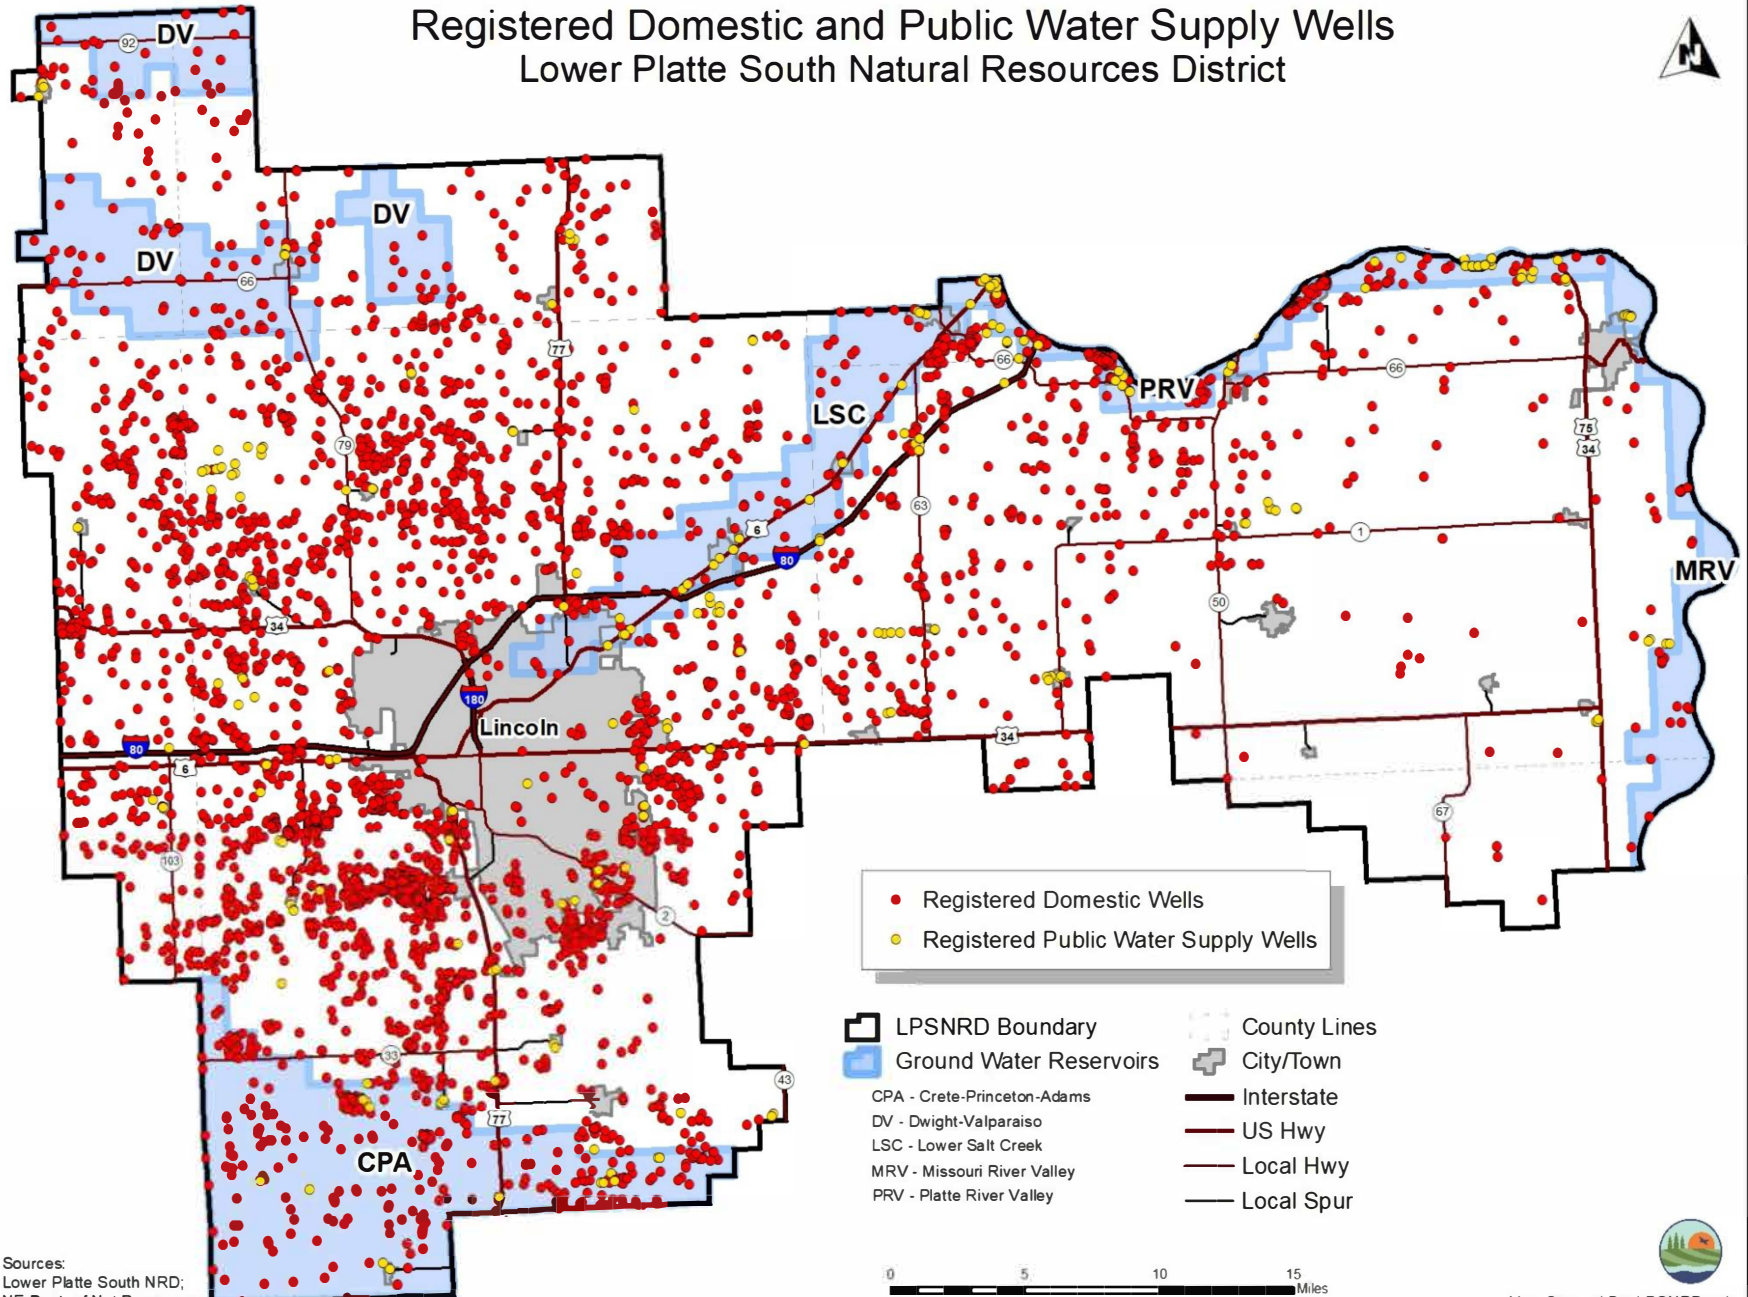 Registered Domestic and Public Water Supply Wells
Lower Platte South Natural Resources District
N
92
DV
DV
DV
66
77
79
66
LSC
PRV
66
75
34
63
6
80
1
MRV
50
34
180
Lincoln
80
6
34
67
103
2
33
43
77
CPA
Registered Domestic Wells
Registered Public Water Supply Wells
LPSNRD Boundary
Ground Water Reservoirs
CPA - Crete-Princeton-Adams
DV - Dwight-Valparaiso
LSC - Lower Salt Creek
MRV - Missouri River Valley
PRV - Platte River Valley
County Lines
City/Town
Interstate
US Hwy
Local Hwy
Local Spur
0 5 10 15
Miles
Sources:
Lower Platte South NRD;